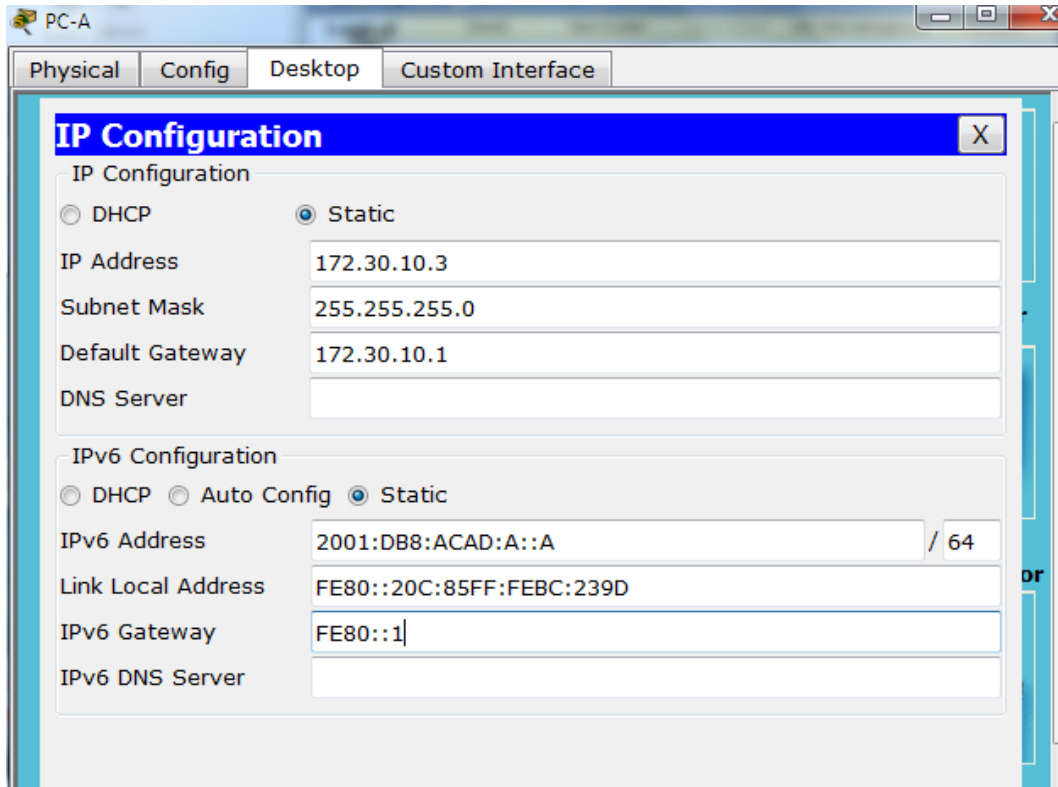 PC-A
Physical Config Desktop Custom Interface
IP Configuration X
IP Configuration
DHCP Static
IP Address 172.30.10.3
Subnet Mask 255.255.255.0
Default Gateway 172.30.10.1
DNS Server
IPv6 Configuration
DHCP Auto Config Static
IPv6 Address 2001:DB8:ACAD:A::A / 64
Link Local Address FE80::20C:85FF:FEBC:239D
IPv6 Gateway FE80::1
IPv6 DNS Server
r
or